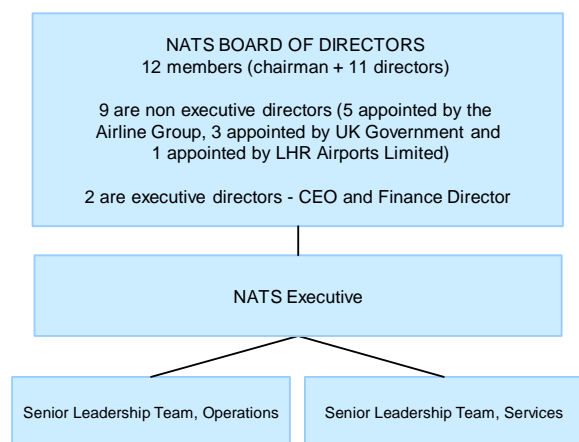 NATS BOARD OF DIRECTORS
12 members (chairman + 11 directors)
9 are non executive directors (5 appointed by the
Airline Group, 3 appointed by UK Government and
1 appointed by LHR Airports Limited)
2 are executive directors - CEO and Finance Director
NATS Executive
Senior Leadership Team, Operations
Senior Leadership Team, Services